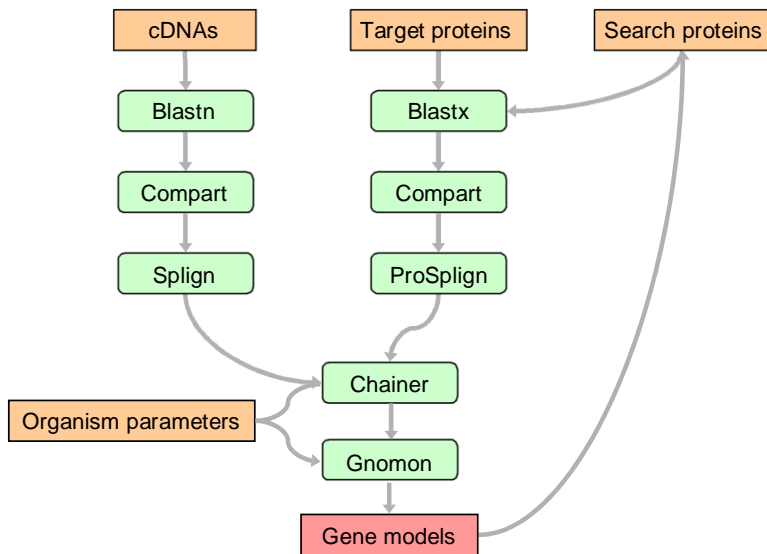 cDNAs
Target proteins
Search proteins
Blastn
Blastx
Compart
Compart
Splign
ProSplign
Chainer
Organism parameters
Gnomon
Gene models